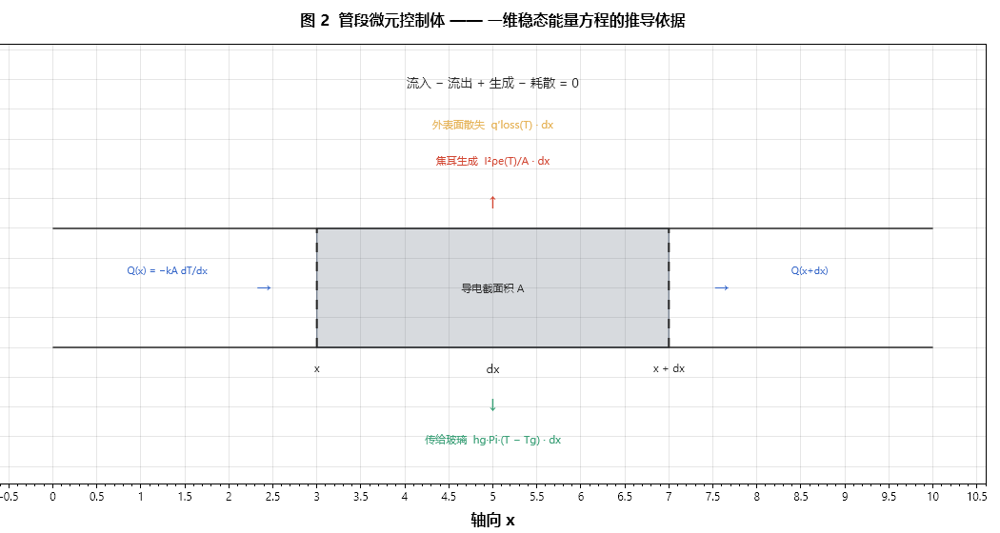 图 2 管段微元控制体 —— 一维稳态能量方程的推导依据
流入 − 流出 + 生成 − 耗散 = 0
外表面散失 q'loss(T) · dx
焦耳生成 I²ρe(T)/A · dx
↑
Q(x) = −kA dT/dx
→
导电截面积 A
→
Q(x+dx)
x
dx
x + dx
↓
传给玻璃 hg·Pi·(T − Tg) · dx
-0.5 0 0.5 1 1.5 2 2.5 3 3.5 4 4.5 5 5.5 6 6.5 7 7.5 8 8.5 9 9.5 10 10.5
轴向 x